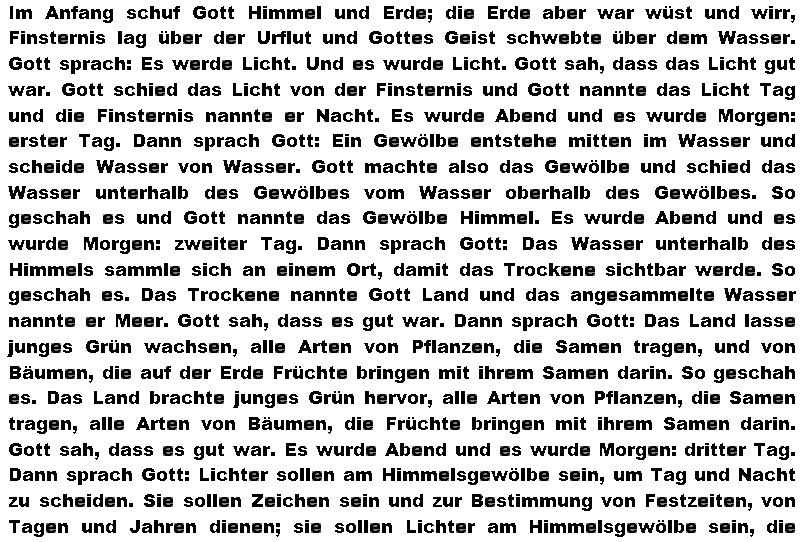 Im Anfang schuf Gott Himmel und Erde; die Erde aber war wüst und wirr,
Finsternis lag über der Urflut und Gottes Geist schwebte über dem Wasser.
Gott sprach: Es werde Licht. Und es wurde Licht. Gott sah, dass das Licht gut
war. Gott schied das Licht von der Finsternis und Gott nannte das Licht Tag
und die Finsternis nannte er Nacht. Es wurde Abend und es wurde Morgen:
erster Tag. Dann sprach Gott: Ein Gewölbe entstehe mitten im Wasser und
scheide Wasser von Wasser. Gott machte also das Gewölbe und schied das
Wasser unterhalb des Gewölbes vom Wasser oberhalb des Gewölbes. So
geschah es und Gott nannte das Gewölbe Himmel. Es wurde Abend und es
wurde Morgen: zweiter Tag. Dann sprach Gott: Das Wasser unterhalb des
Himmels sammle sich an einem Ort, damit das Trockene sichtbar werde. So
geschah es. Das Trockene nannte Gott Land und das angesammelte Wasser
nannte er Meer. Gott sah, dass es gut war. Dann sprach Gott: Das Land lasse
junges Grün wachsen, alle Arten von Pflanzen, die Samen tragen, und von
Bäumen, die auf der Erde Früchte bringen mit ihrem Samen darin. So geschah
es. Das Land brachte junges Grün hervor, alle Arten von Pflanzen, die Samen
tragen, alle Arten von Bäumen, die Früchte bringen mit ihrem Samen darin.
Gott sah, dass es gut war. Es wurde Abend und es wurde Morgen: dritter Tag.
Dann sprach Gott: Lichter sollen am Himmelsgewölbe sein, um Tag und Nacht
zu scheiden. Sie sollen Zeichen sein und zur Bestimmung von Festzeiten, von
Tagen und Jahren dienen; sie sollen Lichter am Himmelsgewölbe sein, die